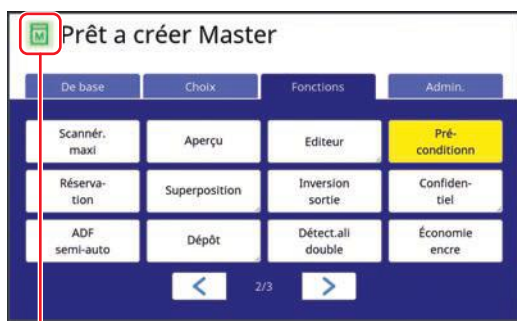 M Prêt a créer Master
De base Choix Fonctions Admin.
Scannér. maxi
Aperçu
Editeur
Pré-
conditionn
Réserva-
tion
Superposition
Inversion
sortie
Confiden-
tiel
ADF
semi-auto
Dépôt
Détect.ali
double
Économie
encre
2/3